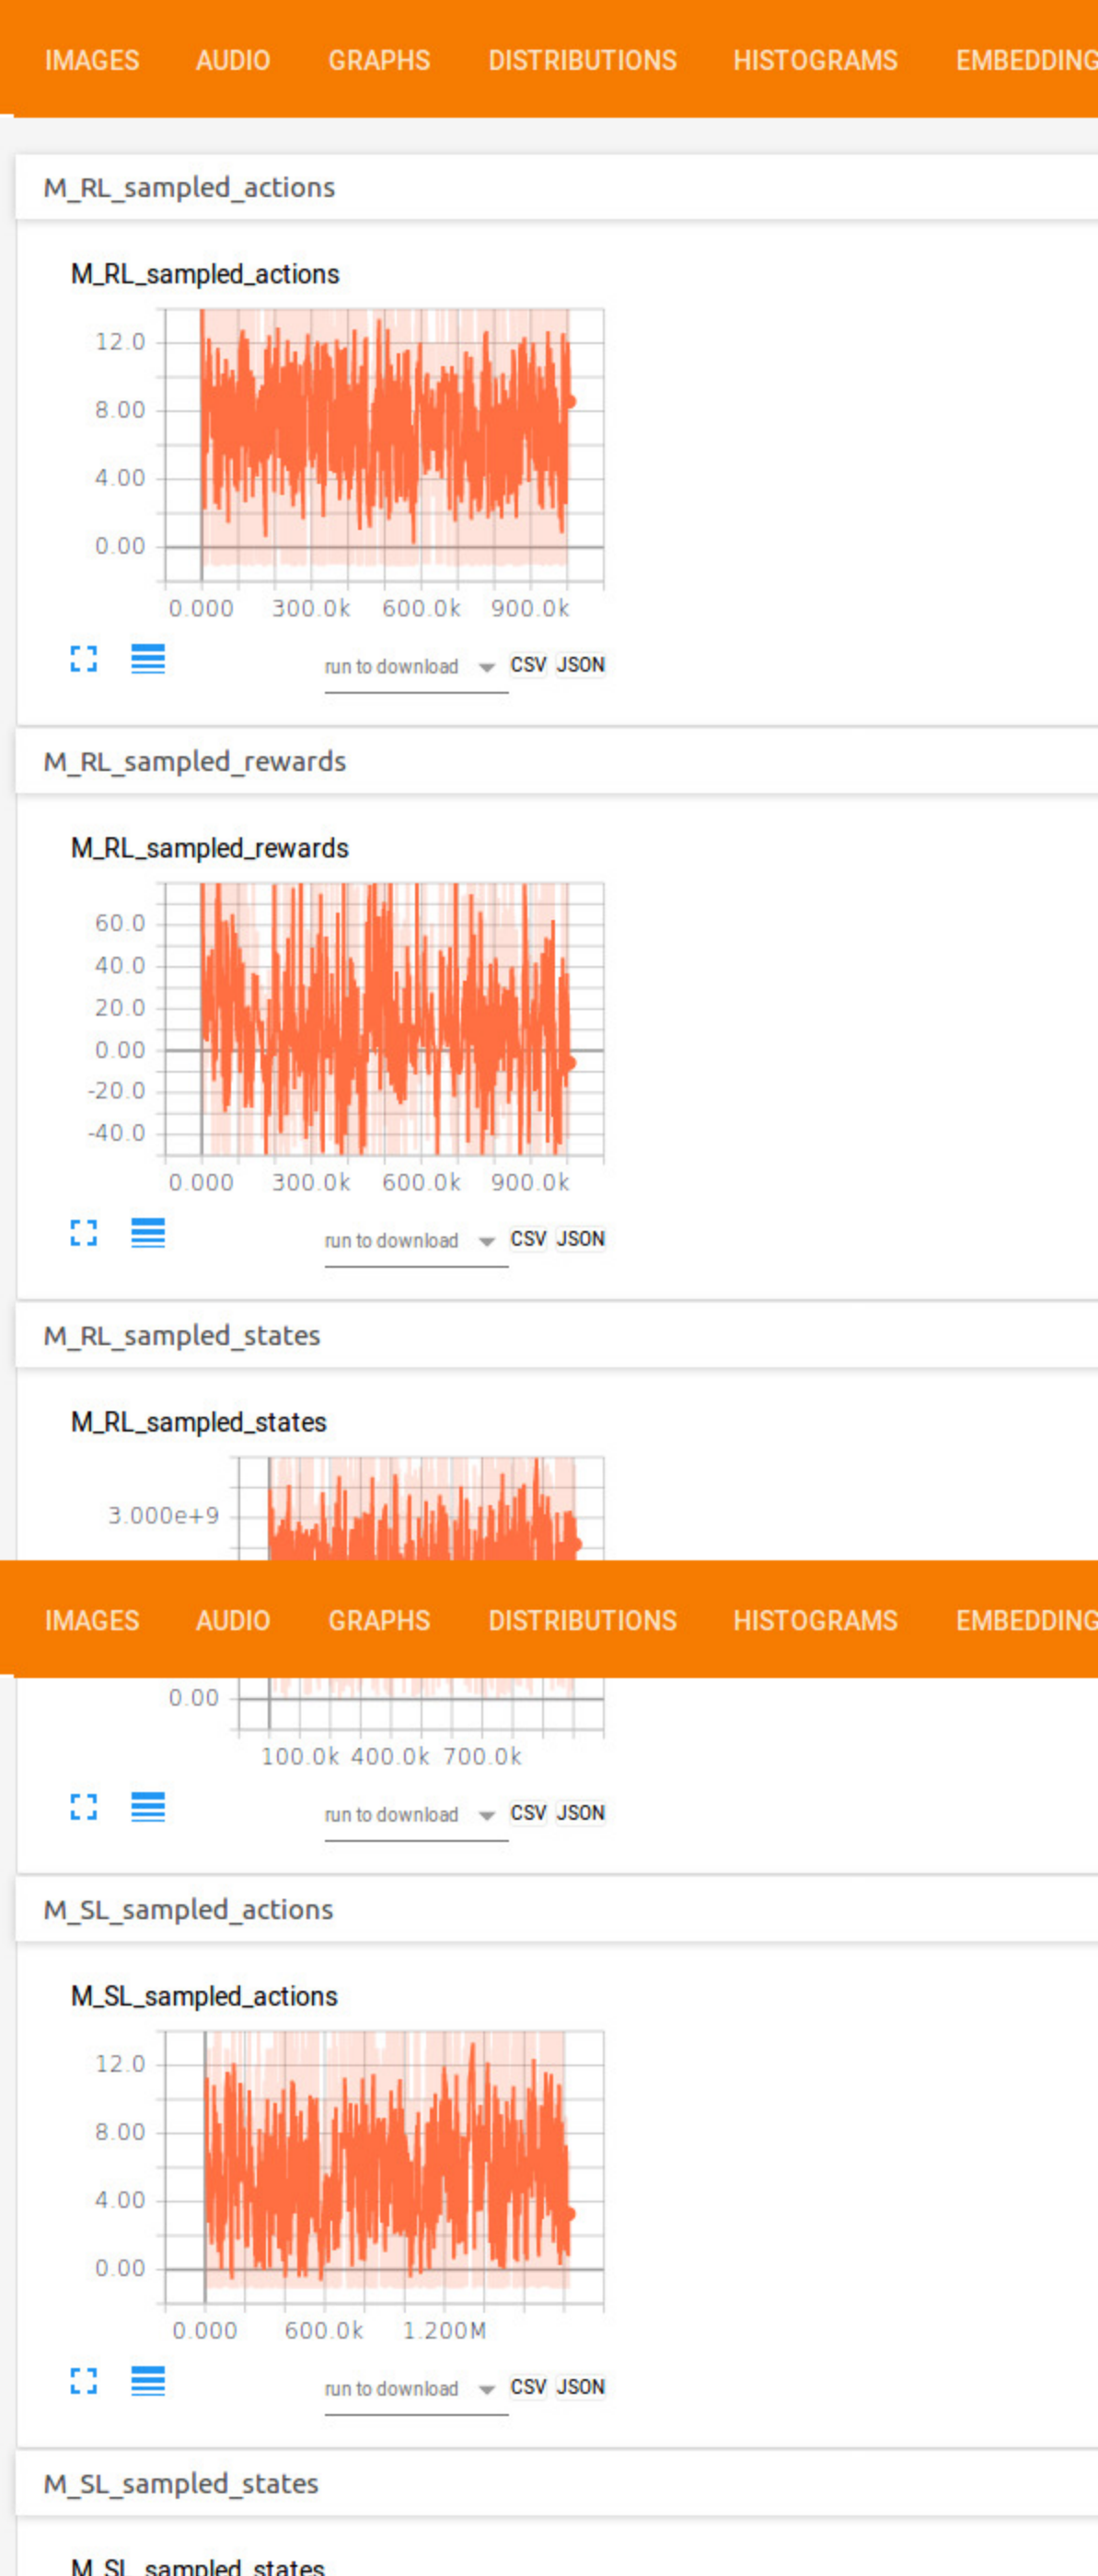 IMAGES AUDIO GRAPHS DISTRIBUTIONS HISTOGRAMS EMBEDDING
M_RL_sampled_actions
M_RL_sampled_actions
12.0
8.00
4.00
0.00
0.000 300.0k 600.0k 900.0k
run to download CSV JSON
M_RL_sampled_rewards
M_RL_sampled_rewards
60.0
40.0
20.0
0.00
-20.0
-40.0
0.000 300.0k 600.0k 900.0k
run to download CSV JSON
M_RL_sampled_states
M_RL_sampled_states
3.000e+9
IMAGES AUDIO GRAPHS DISTRIBUTIONS HISTOGRAMS EMBEDDING
0.00
100.0k 400.0k 700.0k
run to download CSV JSON
M_SL_sampled_actions
M_SL_sampled_actions
12.0
8.00
4.00
0.00
0.000 600.0k 1.200M
run to download CSV JSON
M_SL_sampled_states
M_SL_sampled_states